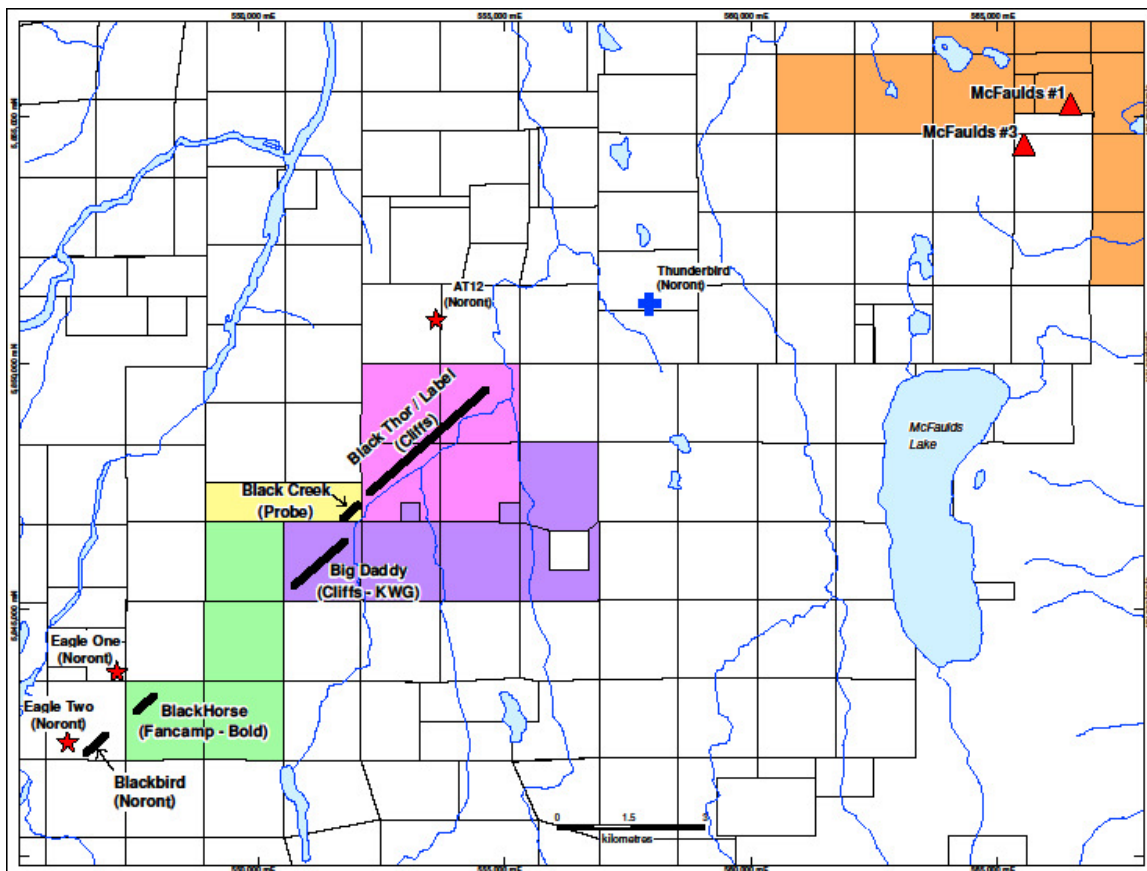 550,000 mE
555,000 mE
560,000 mE
565,000 mE
McFaulds #1
McFaulds #3
Thunderbird
(Noront)
AT12
(Noront)
Black Thor / Label
(Cliffs)
McFaulds
Lake
Black Creek
(Probe)
Big Daddy
(Cliffs - KWG)
Eagle One
(Noront)
Eagle Two
(Noront)
BlackHorse
(Fancamp - Bold)
Blackbird
(Noront)
0 1.5 3
kilometres
550,000 mE
555,000 mE
560,000 mE
565,000 mE